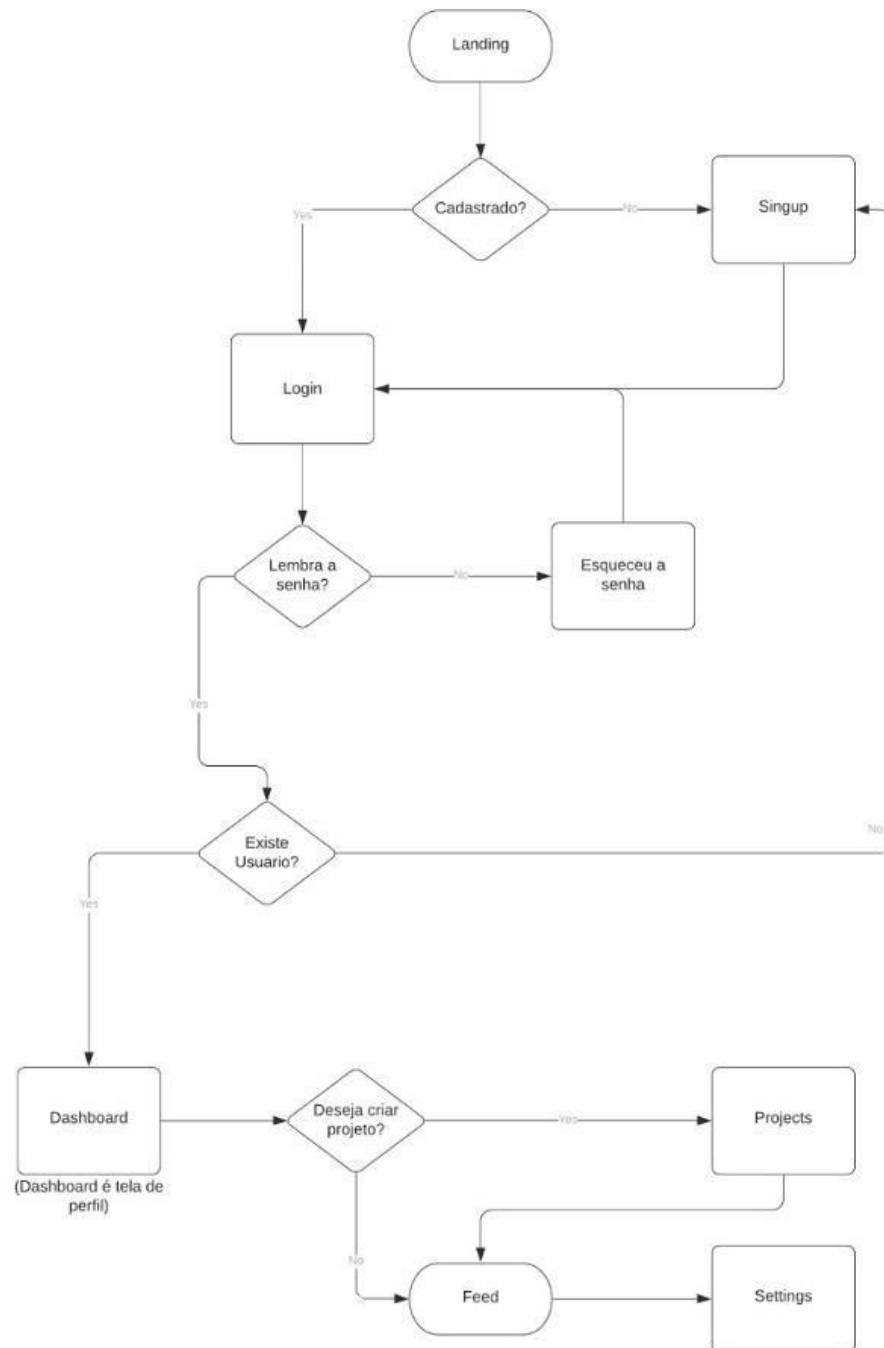 Landing
Cadastrado?
Yes
No
Singup
Login
Lembra a
senha?
No
Esqueceu a
senha
Yes
Existe
Usuario?
No
Yes
Dashboard
(Dashboard é tela de
perfil)
Deseja criar
projeto?
Yes
Projects
No
Feed
Settings